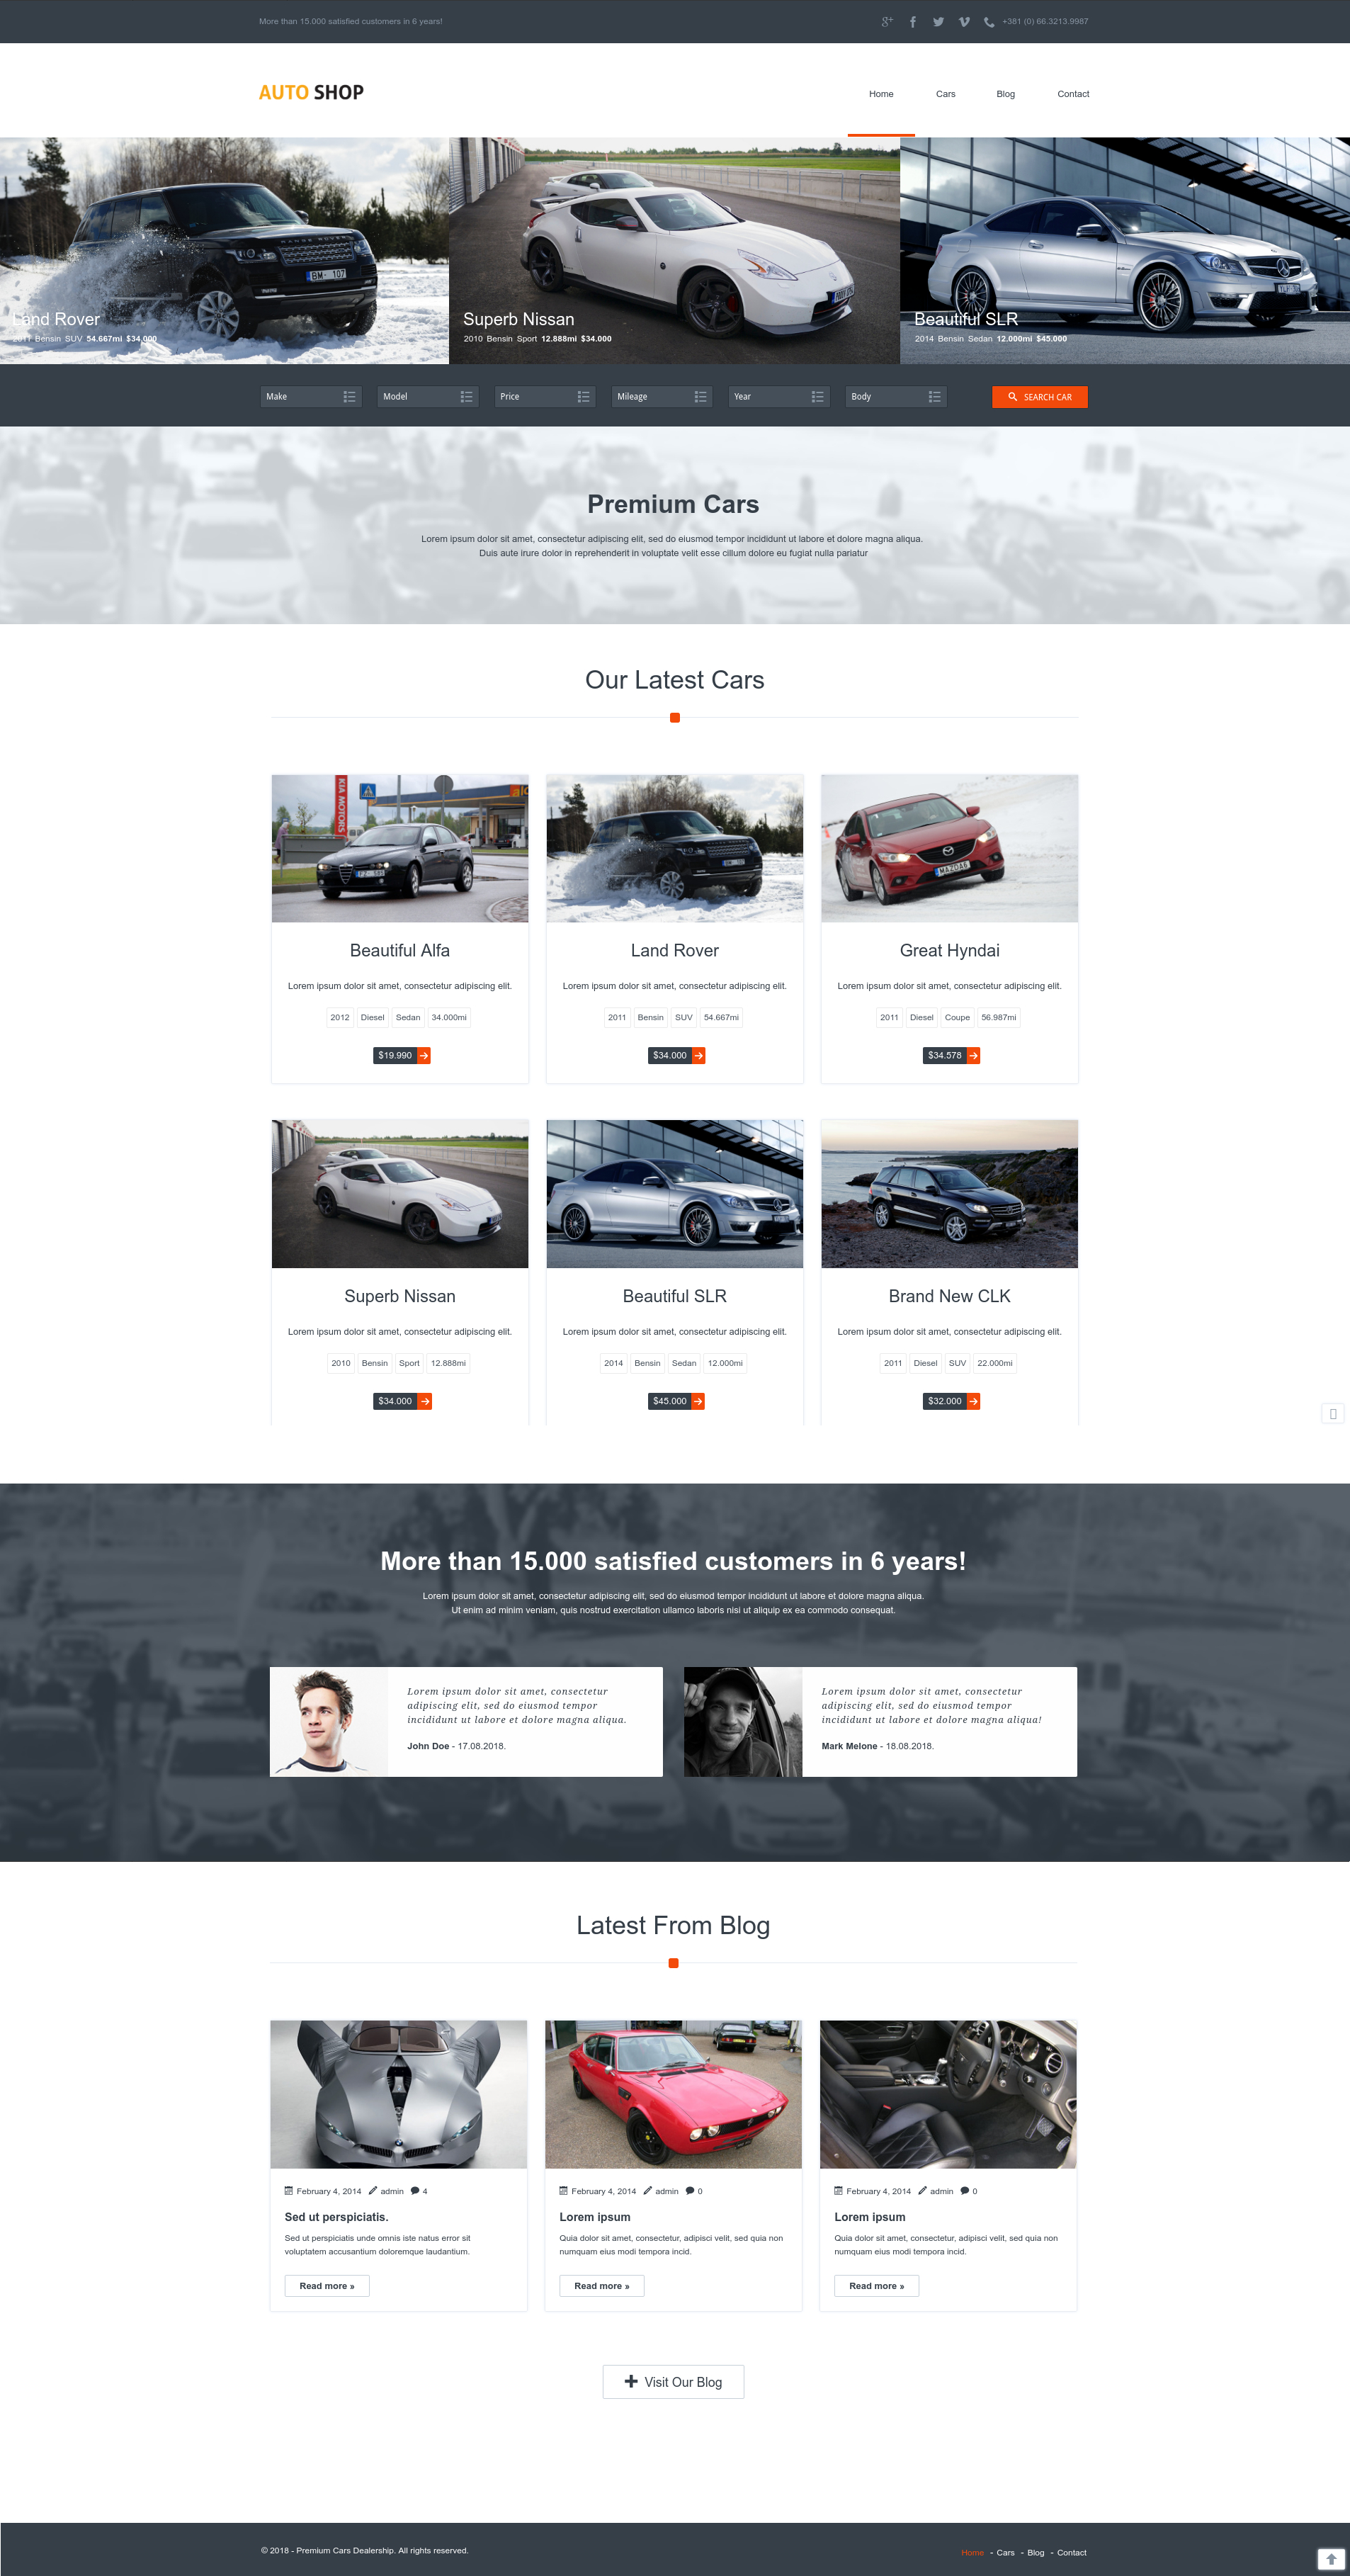 More than 15.000 satisfied customers in 6 years!
+381 (0) 66.3213.9987
AUTO SHOP
Home Cars Blog Contact
BM- 107
Land Rover
2011 Bensin SUV 54.667mi $34.000
Superb Nissan
2010 Bensin Sport 12.888mi $34.000
Beautiful SLR
2014 Bensin Sedan 12.000mi $45.000
Make Model Price Mileage Year Body SEARCH CAR
Premium Cars
Lorem ipsum dolor sit amet, consectetur adipiscing elit, sed do eiusmod tempor incididunt ut labore et dolore magna aliqua.
Duis aute irure dolor in reprehenderit in voluptate velit esse cillum dolore eu fugiat nulla pariatur
Our Latest Cars
KIA MOTORS
MAZDA6
Beautiful Alfa
Lorem ipsum dolor sit amet, consectetur adipiscing elit.
2012 Diesel Sedan 34.000mi
$19.990
Land Rover
Lorem ipsum dolor sit amet, consectetur adipiscing elit.
2011 Bensin SUV 54.667mi
$34.000
Great Hyndai
Lorem ipsum dolor sit amet, consectetur adipiscing elit.
2011 Diesel Coupe 56.987mi
$34.578
Superb Nissan
Lorem ipsum dolor sit amet, consectetur adipiscing elit.
2010 Bensin Sport 12.888mi
$34.000
Beautiful SLR
Lorem ipsum dolor sit amet, consectetur adipiscing elit.
2014 Bensin Sedan 12.000mi
$45.000
Brand New CLK
Lorem ipsum dolor sit amet, consectetur adipiscing elit.
2011 Diesel SUV 22.000mi
$32.000
More than 15.000 satisfied customers in 6 years!
Lorem ipsum dolor sit amet, consectetur adipiscing elit, sed do eiusmod tempor incididunt ut labore et dolore magna aliqua.
Ut enim ad minim veniam, quis nostrud exercitation ullamco laboris nisi ut aliquip ex ea commodo consequat.
Lorem ipsum dolor sit amet, consectetur
adipiscing elit, sed do eiusmod tempor
incididunt ut labore et dolore magna aliqua.
John Doe - 17.08.2018.
Lorem ipsum dolor sit amet, consectetur
adipiscing elit, sed do eiusmod tempor
incididunt ut labore et dolore magna aliqua!
Mark Melone - 18.08.2018.
Latest From Blog
February 4, 2014 admin 4
Sed ut perspiciatis.
Sed ut perspiciatis unde omnis iste natus error sit
voluptatem accusantium doloremque laudantium.
Read more »
February 4, 2014 admin 0
Lorem ipsum
Quia dolor sit amet, consectetur, adipisci velit, sed quia non
numquam eius modi tempora incid.
Read more »
February 4, 2014 admin 0
Lorem ipsum
Quia dolor sit amet, consectetur, adipisci velit, sed quia non
numquam eius modi tempora incid.
Read more »
Visit Our Blog
© 2018 - Premium Cars Dealership. All rights reserved.
Home - Cars - Blog - Contact